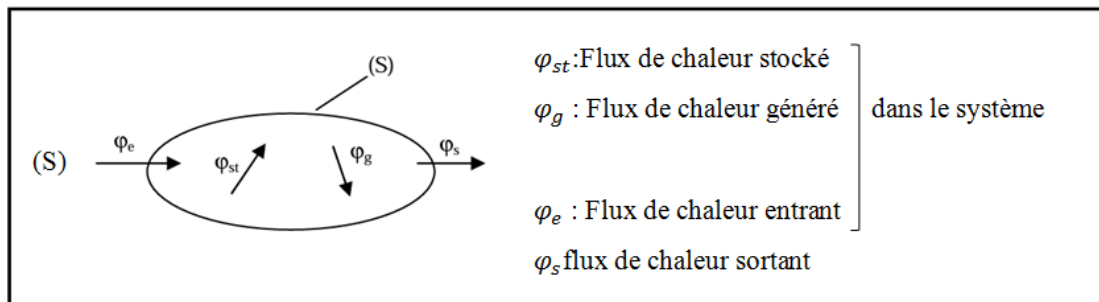 (S)
(S)
φe
φst
φg
φs
φst:Flux de chaleur stocké
φg : Flux de chaleur généré
dans le système
φe : Flux de chaleur entrant
φs flux de chaleur sortant